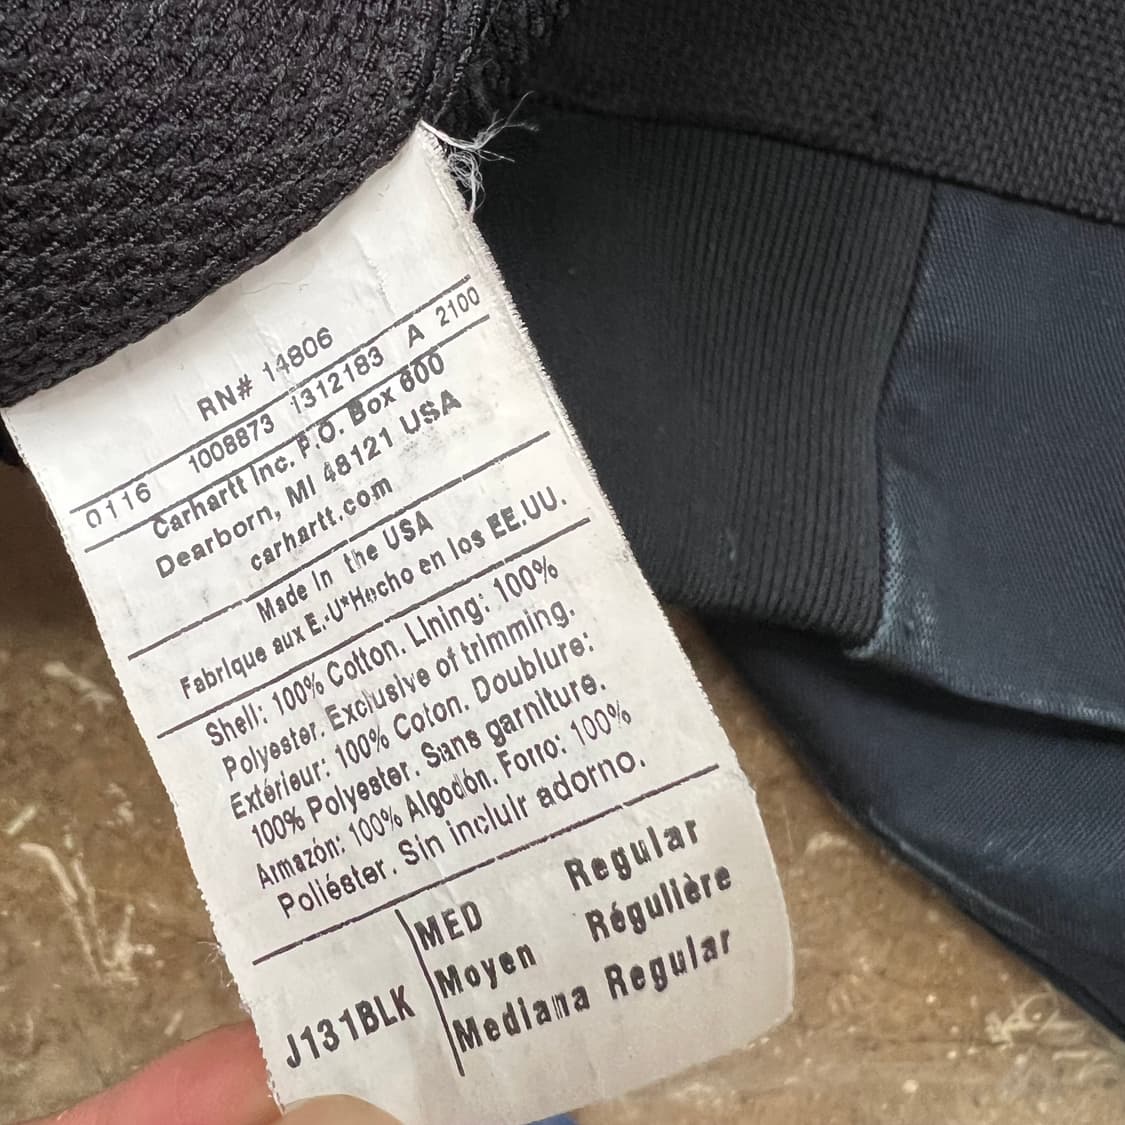 RN# 14806
0116 1008873 1312183 A 2100
Carhartt Inc. P.O. Box 600
Dearborn, MI 48121 USA
carhartt.com
Made In the USA
Fabrique aux E.-U*Hecho en los EE.UU.
Shell: 100% Cotton. Lining: 100%
Polyester. Exclusive of trimming.
Extérieur: 100% Coton. Doublure:
100% Polyester. Sans garniture.
Armazón: 100% Algodón. Forro: 100%
Poliéster. Sin incluir adorno.
MED Regular
Moyen Régulière
J131BLK Mediana Regular